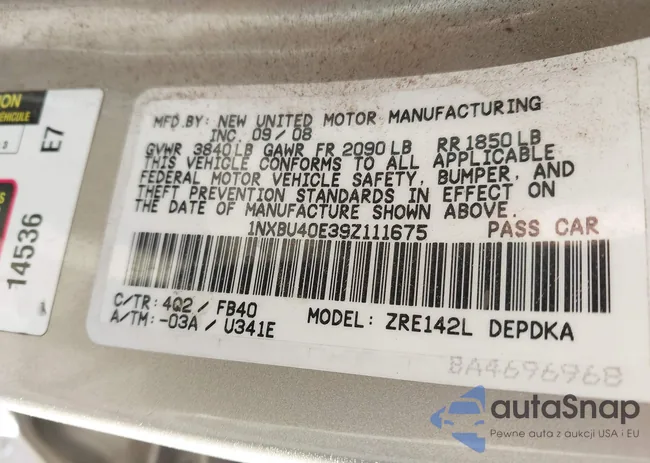 ION
VÉHICULE
E7
14536
MFD.BY: NEW UNITED MOTOR MANUFACTURING
INC. 09/08
GVWR 3840LB GAWR FR 2090LB RR 1850LB
THIS VEHICLE CONFORMS TO ALL APPLICABLE
FEDERAL MOTOR VEHICLE SAFETY, BUMPER, AND
THEFT PREVENTION STANDARDS IN EFFECT ON
THE DATE OF MANUFACTURE SHOWN ABOVE.
1NXBU40E39Z111675 PASS CAR
C/TR: 4Q2 / FB40
A/TM: -03A / U341E MODEL: ZRE142L DEPDKA
8A4696968
autaSnap
Pewne auta z aukcji USA i EU